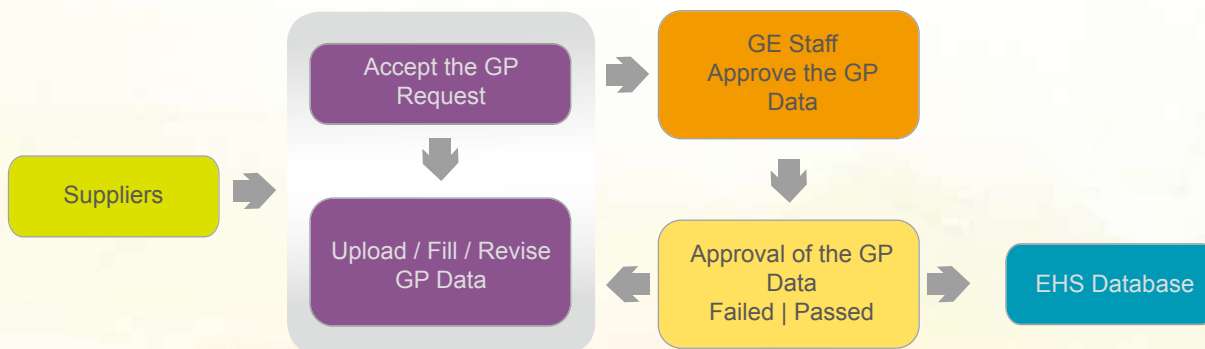 Suppliers
Accept the GP
Request
Upload / Fill / Revise
GP Data
GE Staff
Approve the GP
Data
Approval of the GP
Data
Failed | Passed
EHS Database